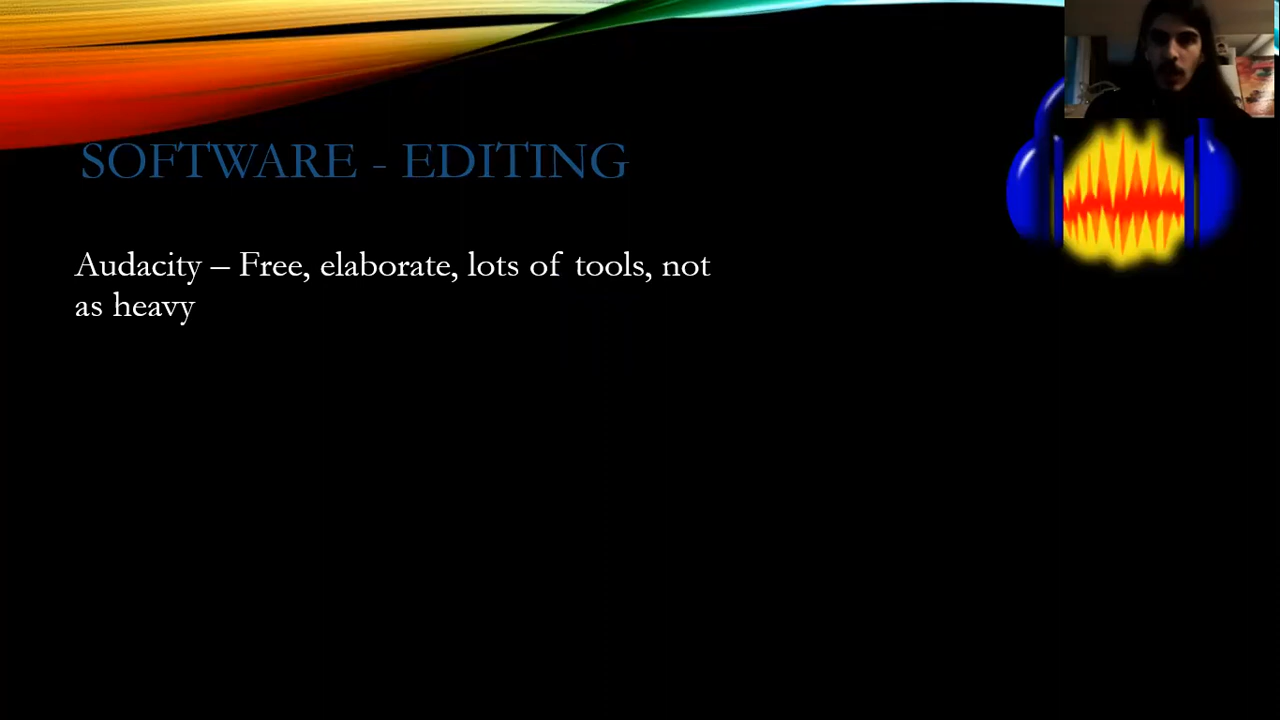 SOFTWARE - EDITING
Audacity – Free, elaborate, lots of tools, not
as heavy